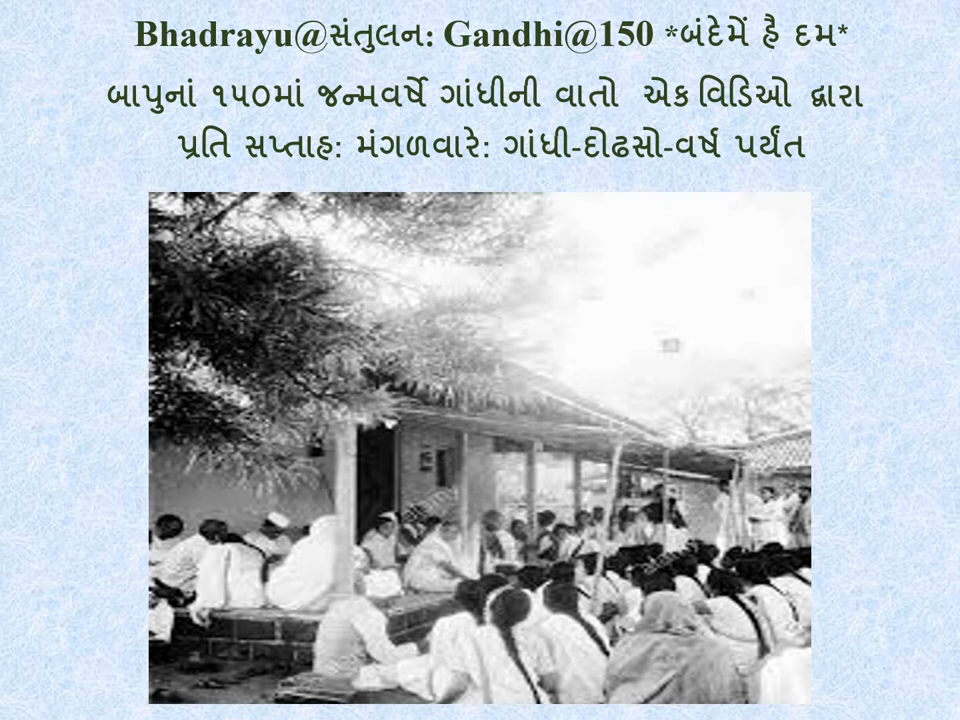 Bhadrayu@સંતુલન: Gandhi@150 *બંદેમેં હૈ દમ*
બાપુનાં ૧૫૦માં જન્મવર્ષે ગાંધીની વાતો એક વિડિઓ દ્વારા
પ્રતિ સપ્તાહ: મંગળવારે: ગાંધી-દોઢસો-વર્ષ પર્યંત